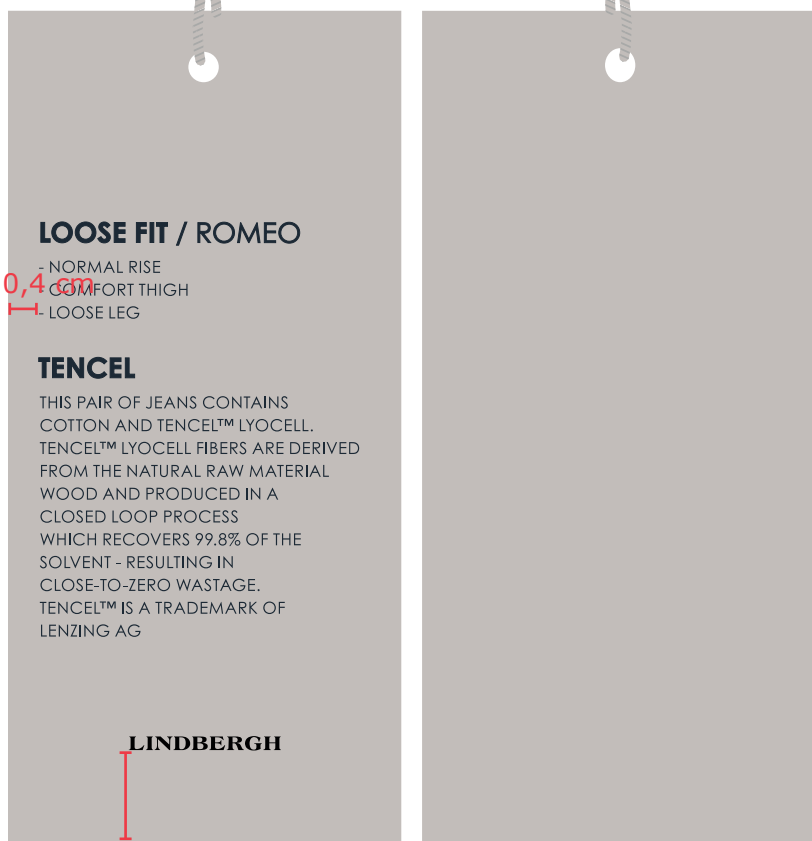 LOOSE FIT / ROMEO
- NORMAL RISE
0,4 cm
- COMFORT THIGH
- LOOSE LEG
TENCEL
THIS PAIR OF JEANS CONTAINS
COTTON AND TENCEL™ LYOCELL.
TENCEL™ LYOCELL FIBERS ARE DERIVED
FROM THE NATURAL RAW MATERIAL
WOOD AND PRODUCED IN A
CLOSED LOOP PROCESS
WHICH RECOVERS 99.8% OF THE
SOLVENT - RESULTING IN
CLOSE-TO-ZERO WASTAGE.
TENCEL™ IS A TRADEMARK OF
LENZING AG
LINDBERGH